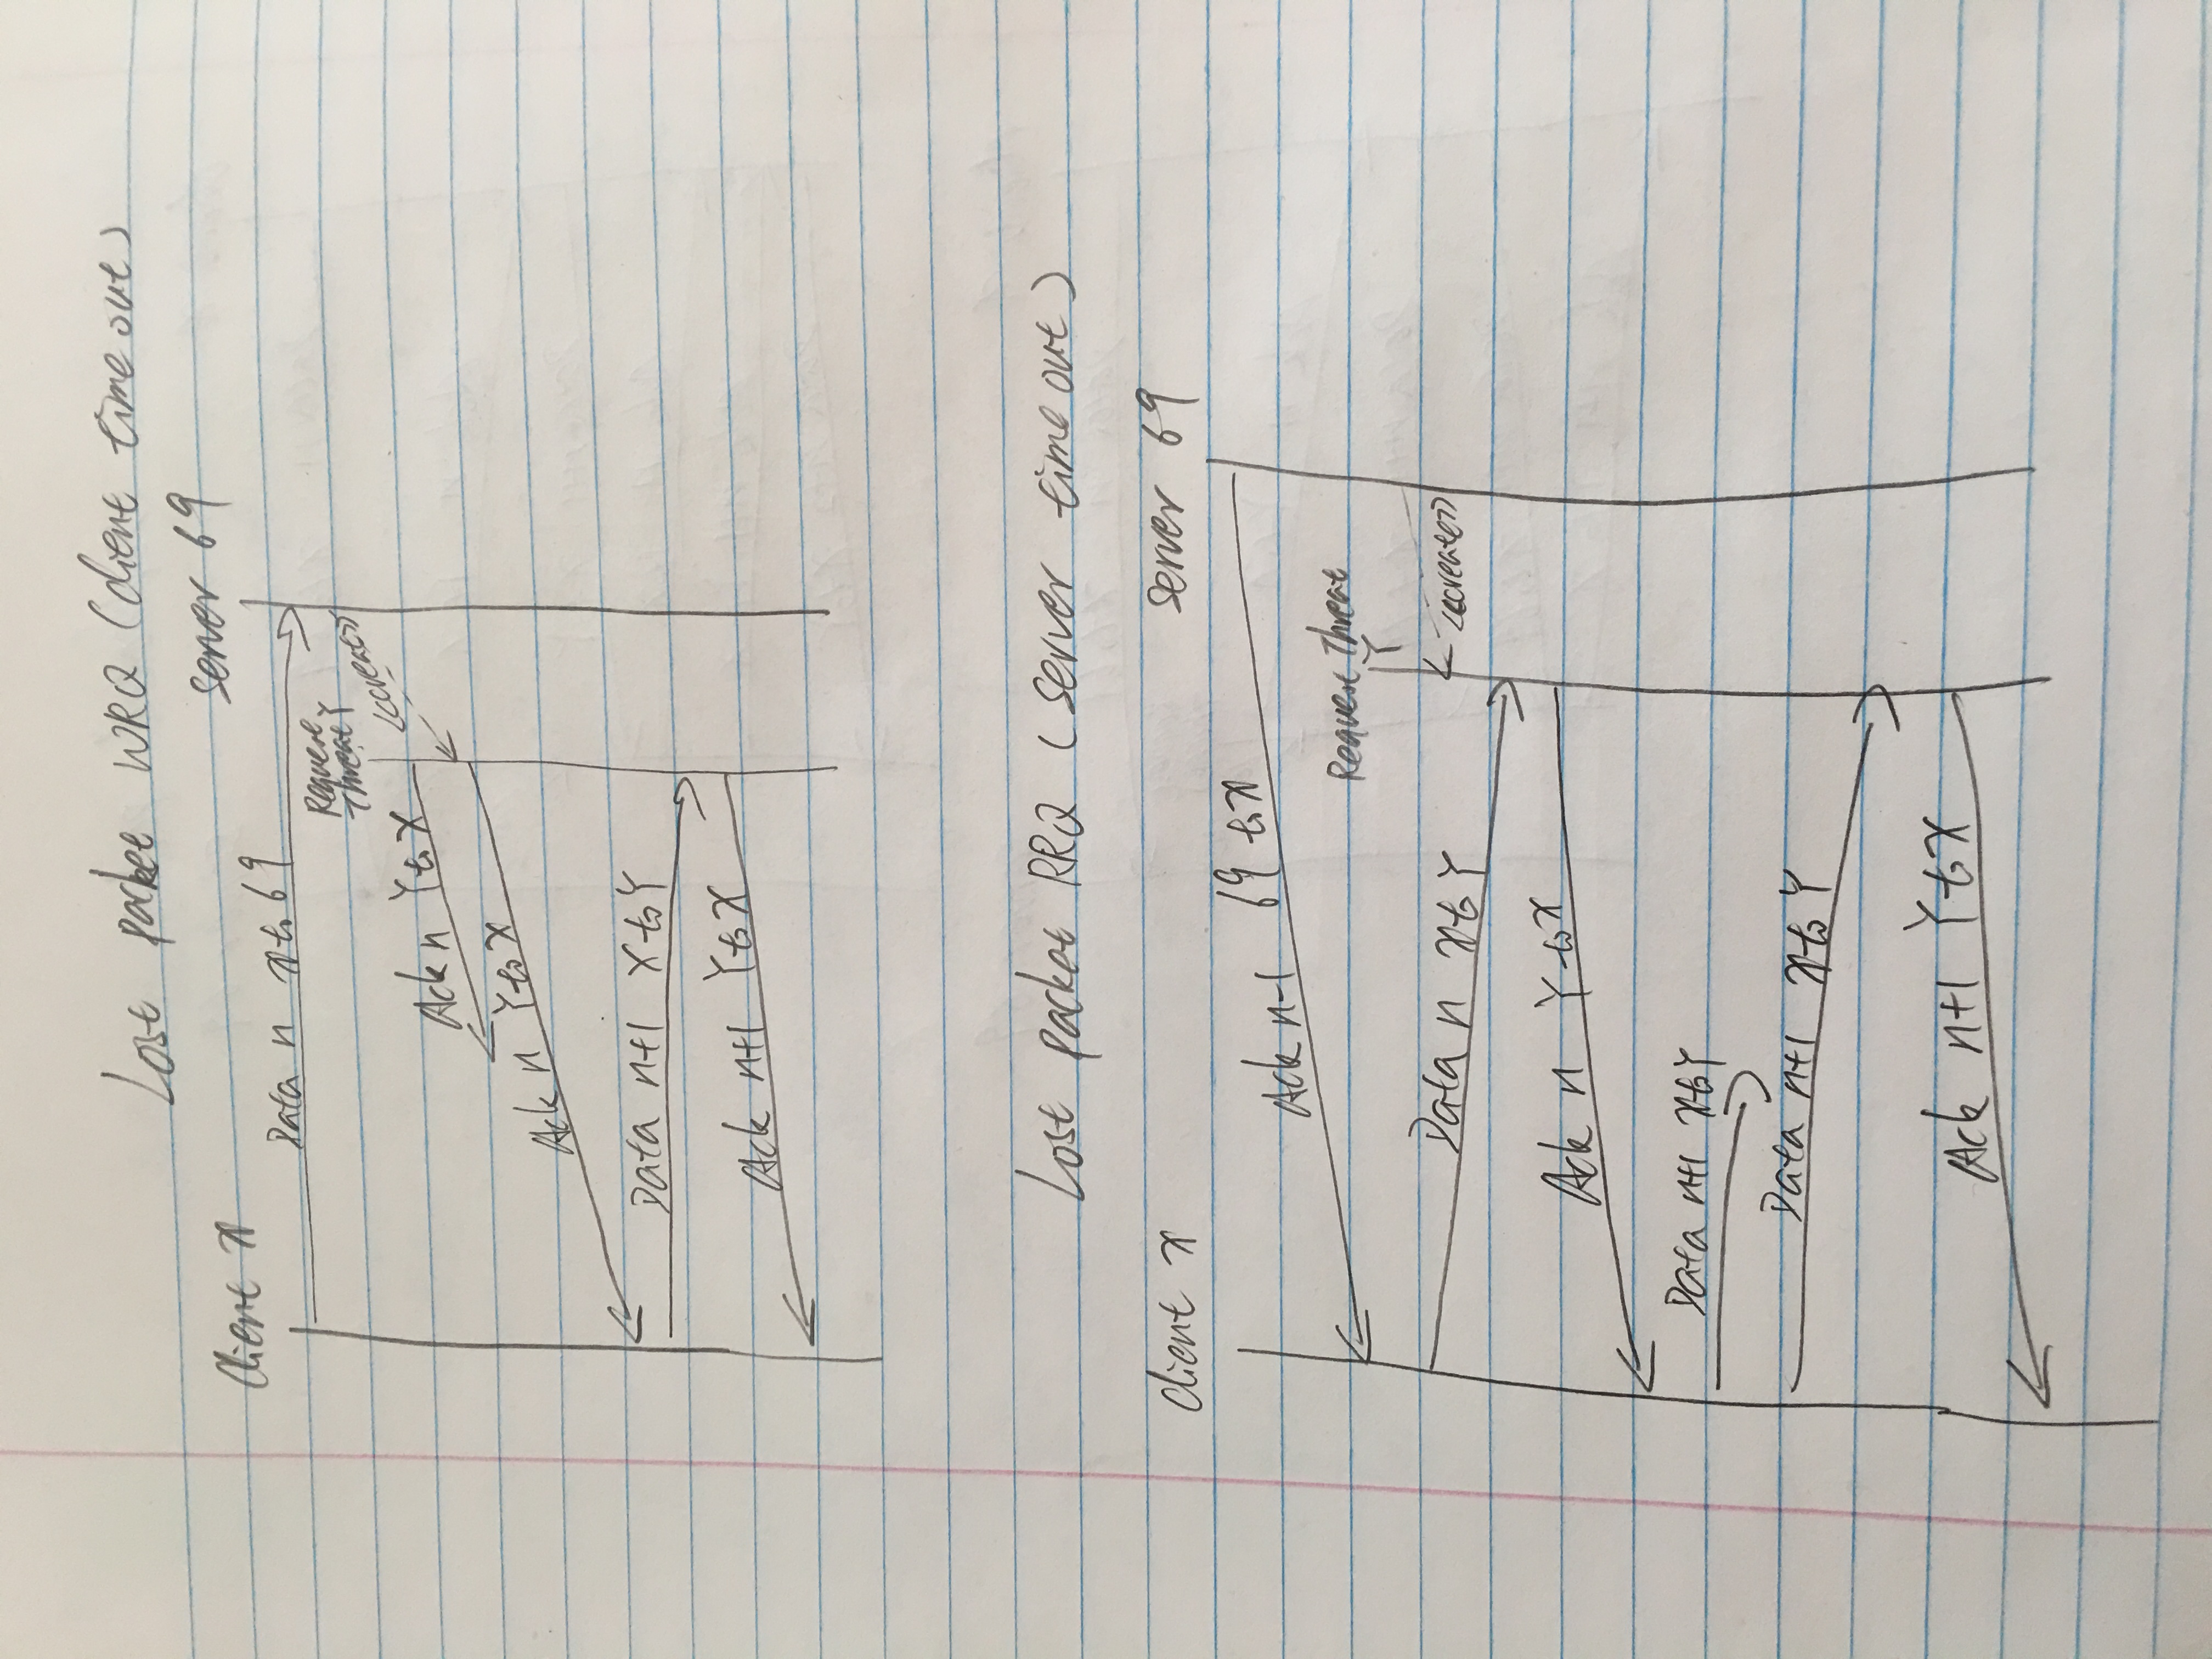 Lost packet WRQ (client time out)
Client x
server 69
Data n x to 69
Request
Threat Y
<<create>>
Ack n Y to X
Ack n Y to X
Data n+1 X to Y
Ack n+1 Y to X
Lost packet RRQ (server time out)
Client x
server 69
Ack n-1 69 to x
Request Threat
Y
<<create>>
Data n x to Y
Ack n Y to x
Data n+1 x to Y
Data n+1 x to Y
Ack n+1 Y to X